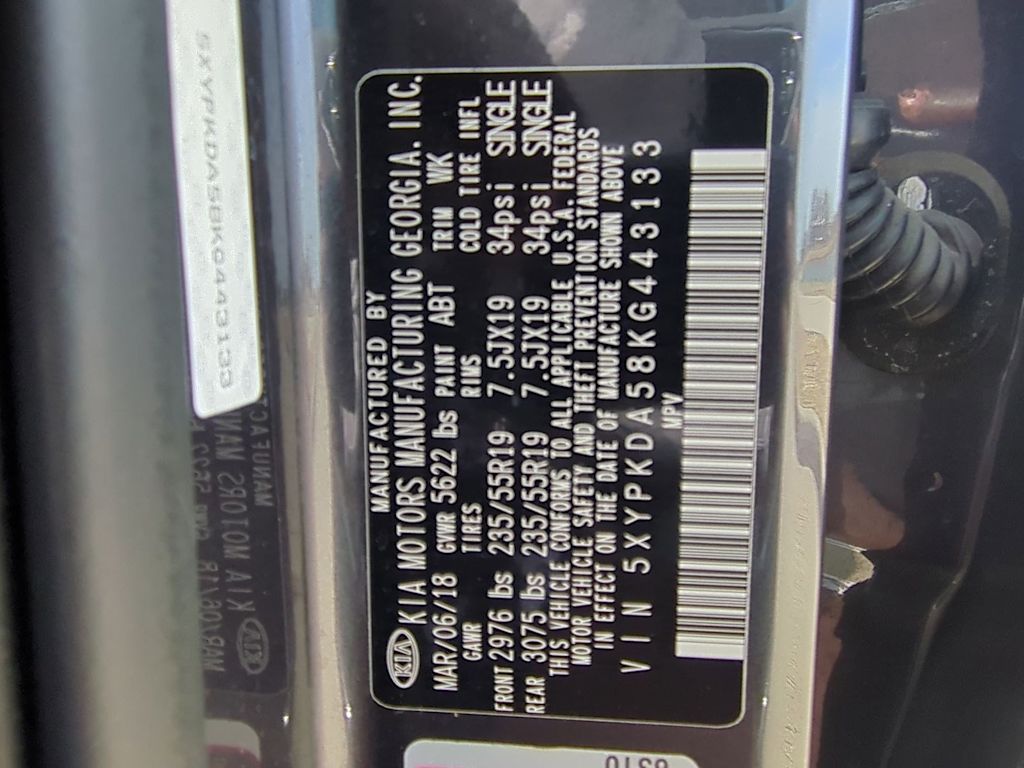 MANUFACTURED BY
KIA KIA MOTORS MANUFACTURING GEORGIA. INC.
MAR/06/18 GVWR 5622 lbs PAINT ABT TRIM WK
GAWR TIRES RIMS COLD TIRE INFL
FRONT 2976 lbs 235/55R19 7.5JX19 34psi SINGLE
REAR 3075 lbs 235/55R19 7.5JX19 34psi SINGLE
THIS VEHICLE CONFORMS TO ALL APPLICABLE U.S.A. FEDERAL
MOTOR VEHICLE SAFETY AND THEFT PREVENTION STANDARDS
IN EFFECT ON THE DATE OF MANUFACTURE SHOWN ABOVE
VIN 5XYPKDA58KG443133
MPV
5XYPKDA58KG443133